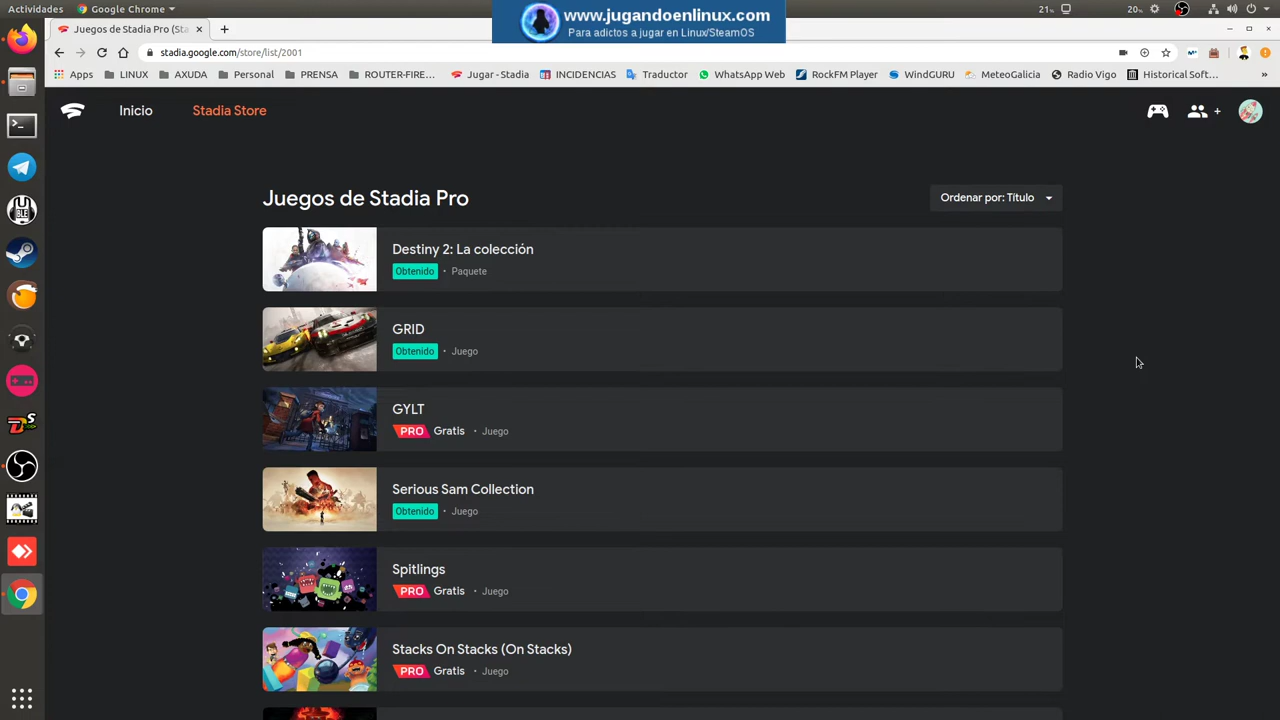 Actividades
Google Chrome
www.jugandoenlinux.com
Para adictos a jugar en Linux/SteamOS
21%
20%
Juegos de Stadia Pro (Sta
stadia.google.com/store/list/2001
Apps
LINUX
AXUDA
Personal
PRENSA
ROUTER-FIRE...
Jugar - Stadia
INCIDENCIAS
Traductor
WhatsApp Web
RockFM Player
WindGURU
MeteoGalicia
Radio Vigo
Historical Soft...
Inicio
Stadia Store
Juegos de Stadia Pro
Ordenar por: Título
Destiny 2: La colección
Obtenido • Paquete
GRID
Obtenido • Juego
GYLT
PRO Gratis • Juego
Serious Sam Collection
Obtenido • Juego
Spitlings
PRO Gratis • Juego
Stacks On Stacks (On Stacks)
PRO Gratis • Juego